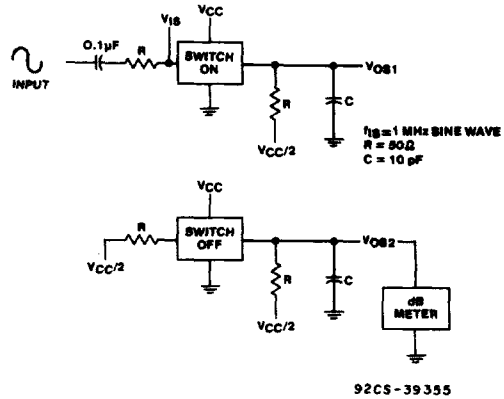 VCC
VIS
0.1µF
R
SWITCH
ON
VOS1
INPUT
R
C
VCC/2
fIS=1 MHz SINE WAVE
R = 50Ω
C = 10 pF
VCC
R
SWITCH
OFF
VOS2
VCC/2
R
C
VCC/2
dB
METER
92CS-39355